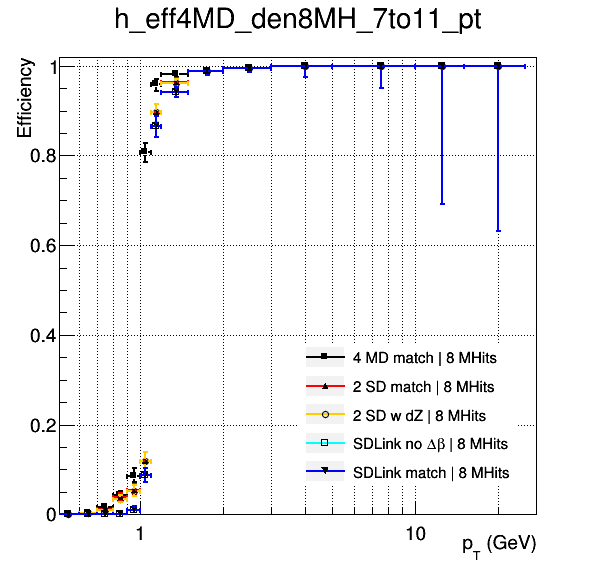 h_eff4MD_den8MH_7to11_pt
Efficiency
1
0.8
0.6
0.4
0.2
0
4 MD match | 8 MHits
2 SD match | 8 MHits
2 SD w dZ | 8 MHits
SDLink no Δβ | 8 MHits
SDLink match | 8 MHits
1 10
p_T (GeV)